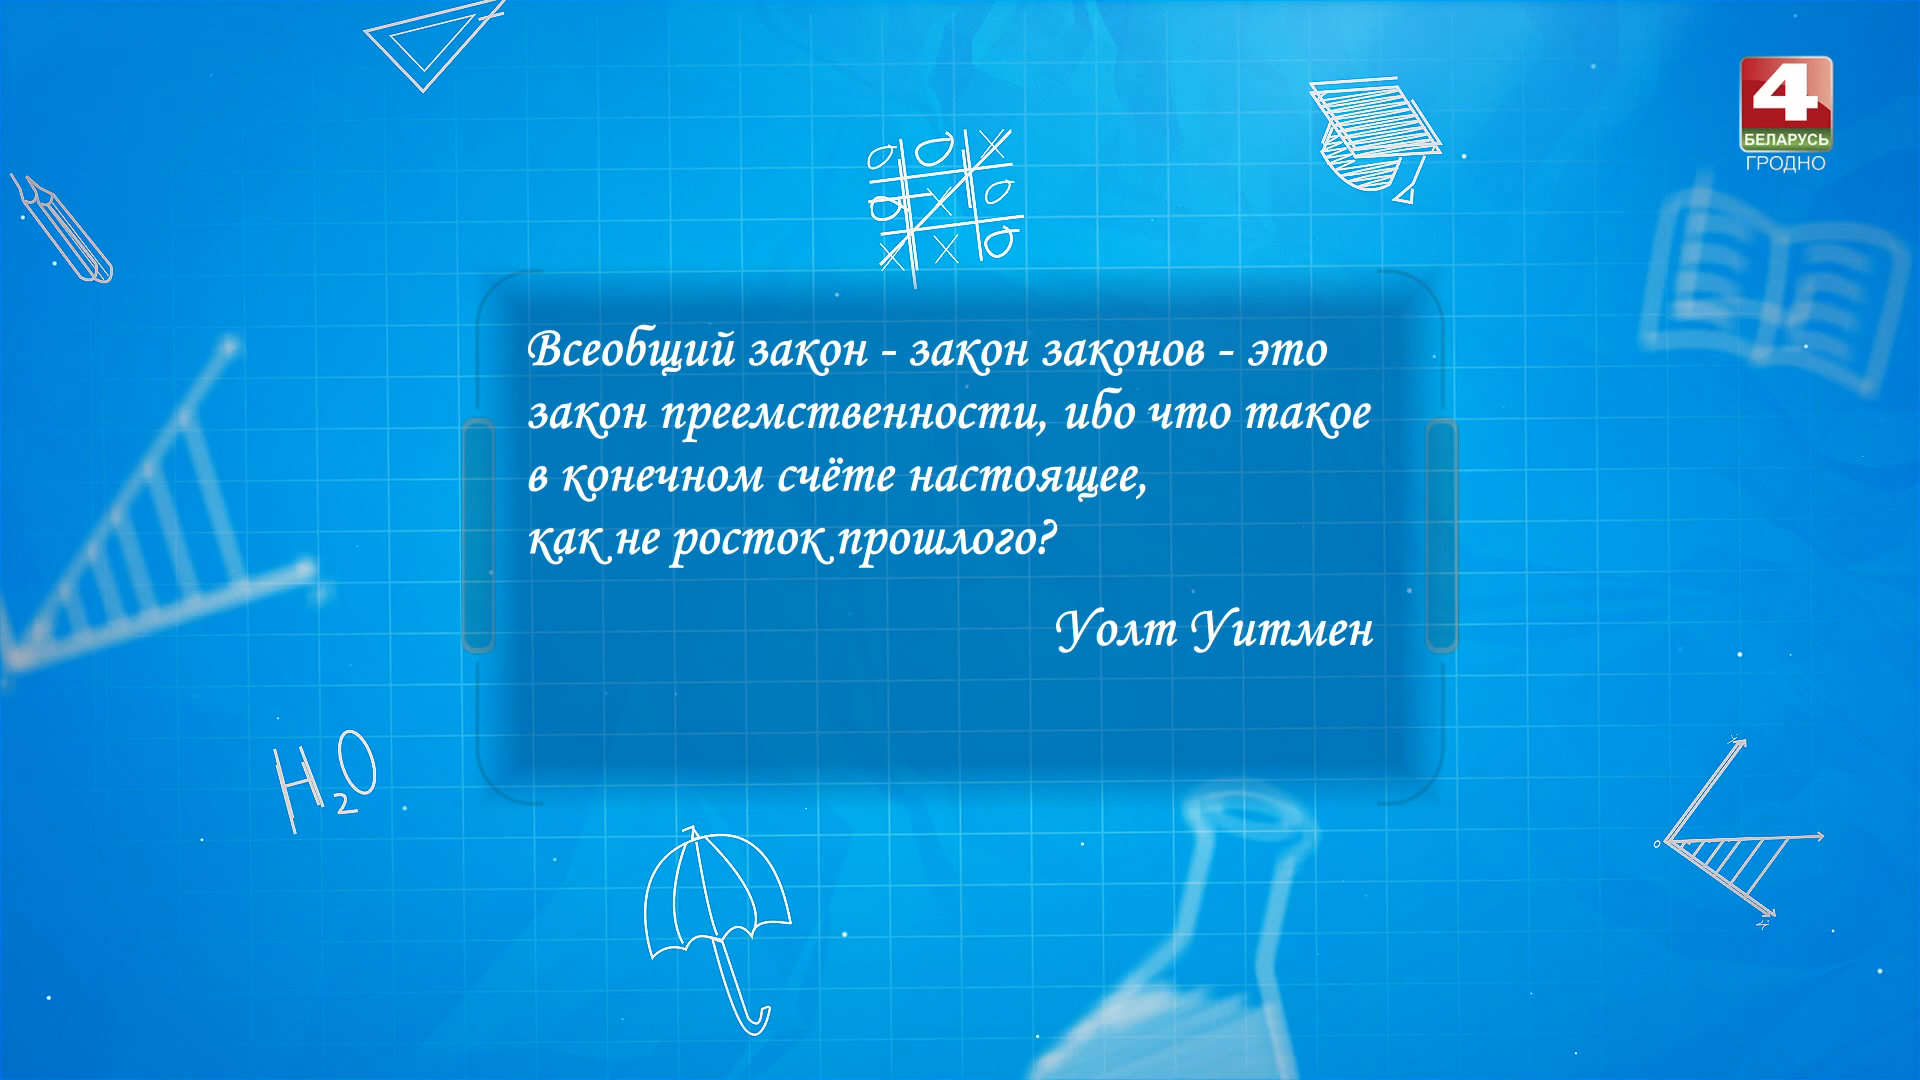 4
БЕЛАРУСЬ
ГРОДНО
Всеобщий закон - закон законов - это
закон преемственности, ибо что такое
в конечном счёте настоящее,
как не росток прошлого?
Уолт Уитмен
H₂O